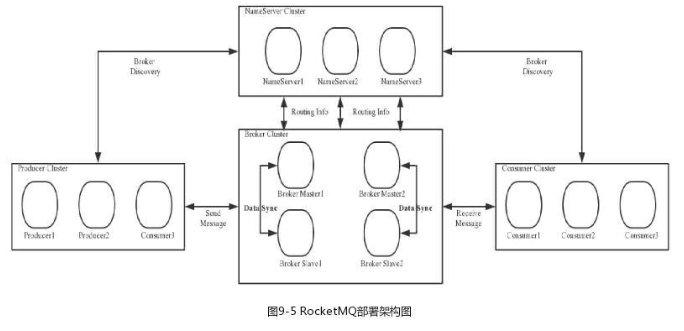 NameServer Cluster
NameServer1 NameServer2 NameServer3
Broker
Discovery
Broker
Discovery
Routing Info Routing Info
Broker Cluster
Producer Cluster
Producer1 Producer2 Consumer3
Send
Message
Broker Master1 Broker Master2
Data Sync Data Sync
Broker Slave1 Broker Slave2
Receive
Message
Consumer Cluster
Consumer1 Consumer2 Consumer3
图9-5 RocketMQ部署架构图